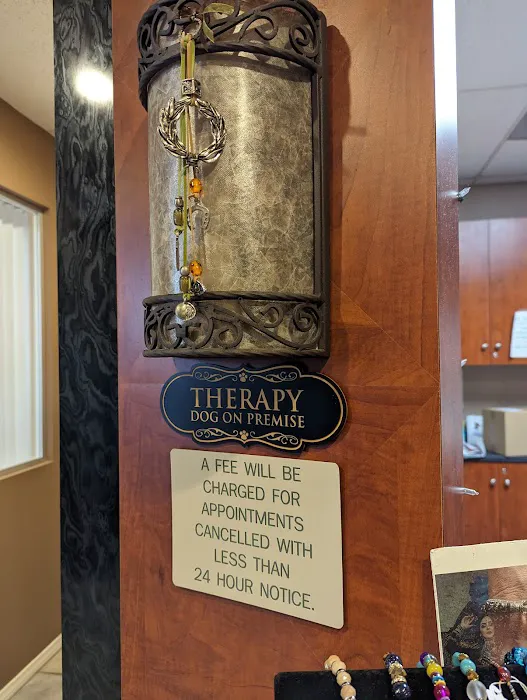 THERAPY
DOG ON PREMISE
A FEE WILL BE
CHARGED FOR
APPOINTMENTS
CANCELLED WITH
LESS THAN
24 HOUR NOTICE.